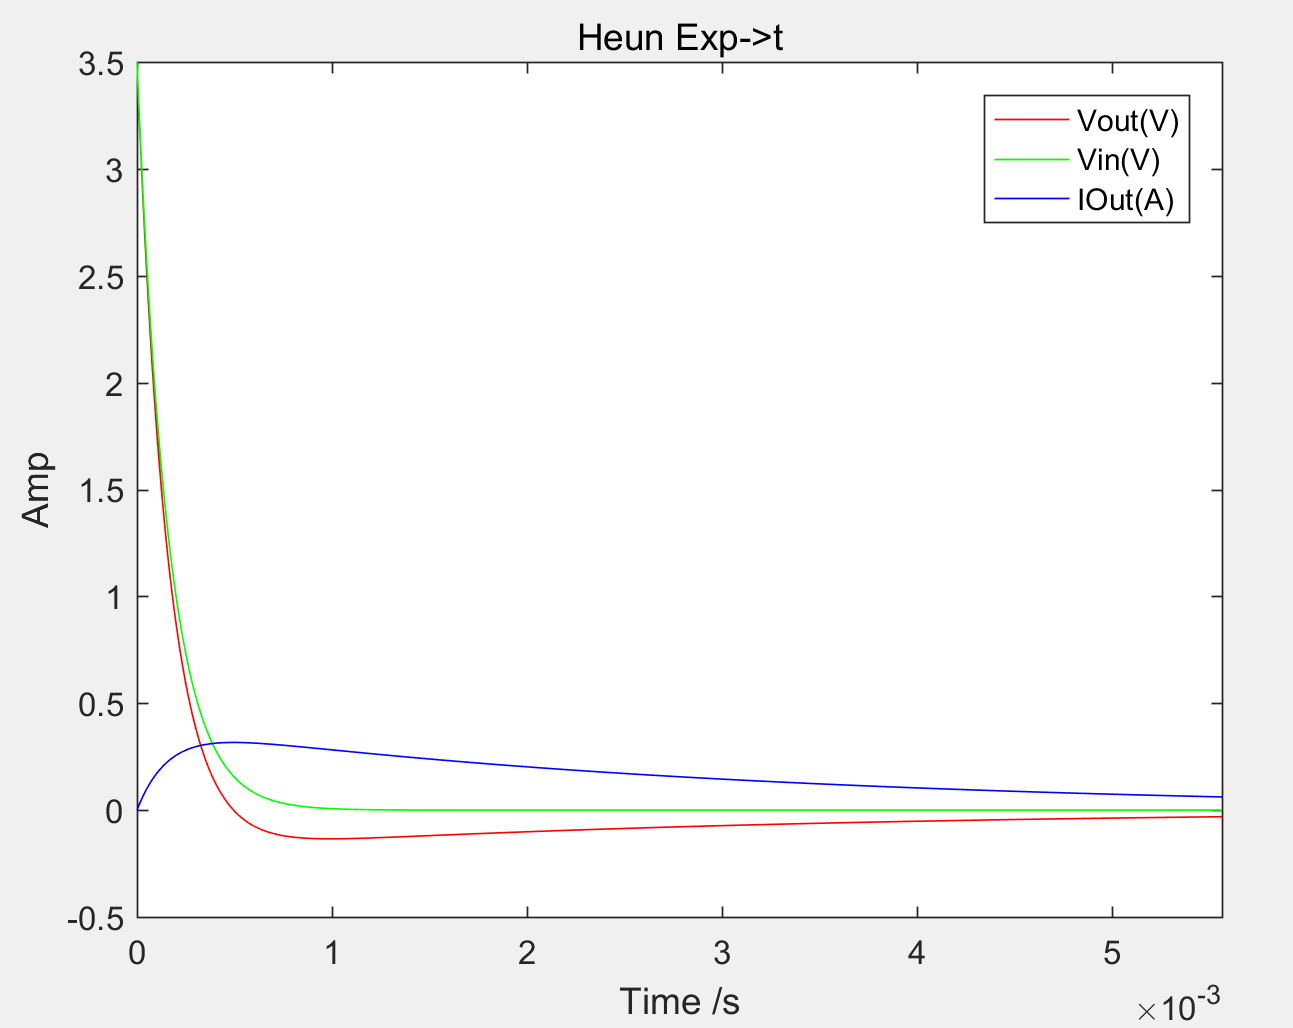 Heun Exp->t
3.5
3
2.5
2
1.5
1
0.5
0
-0.5
Amp
Vout(V)
Vin(V)
IOut(A)
0 1 2 3 4 5
Time /s
×10-3